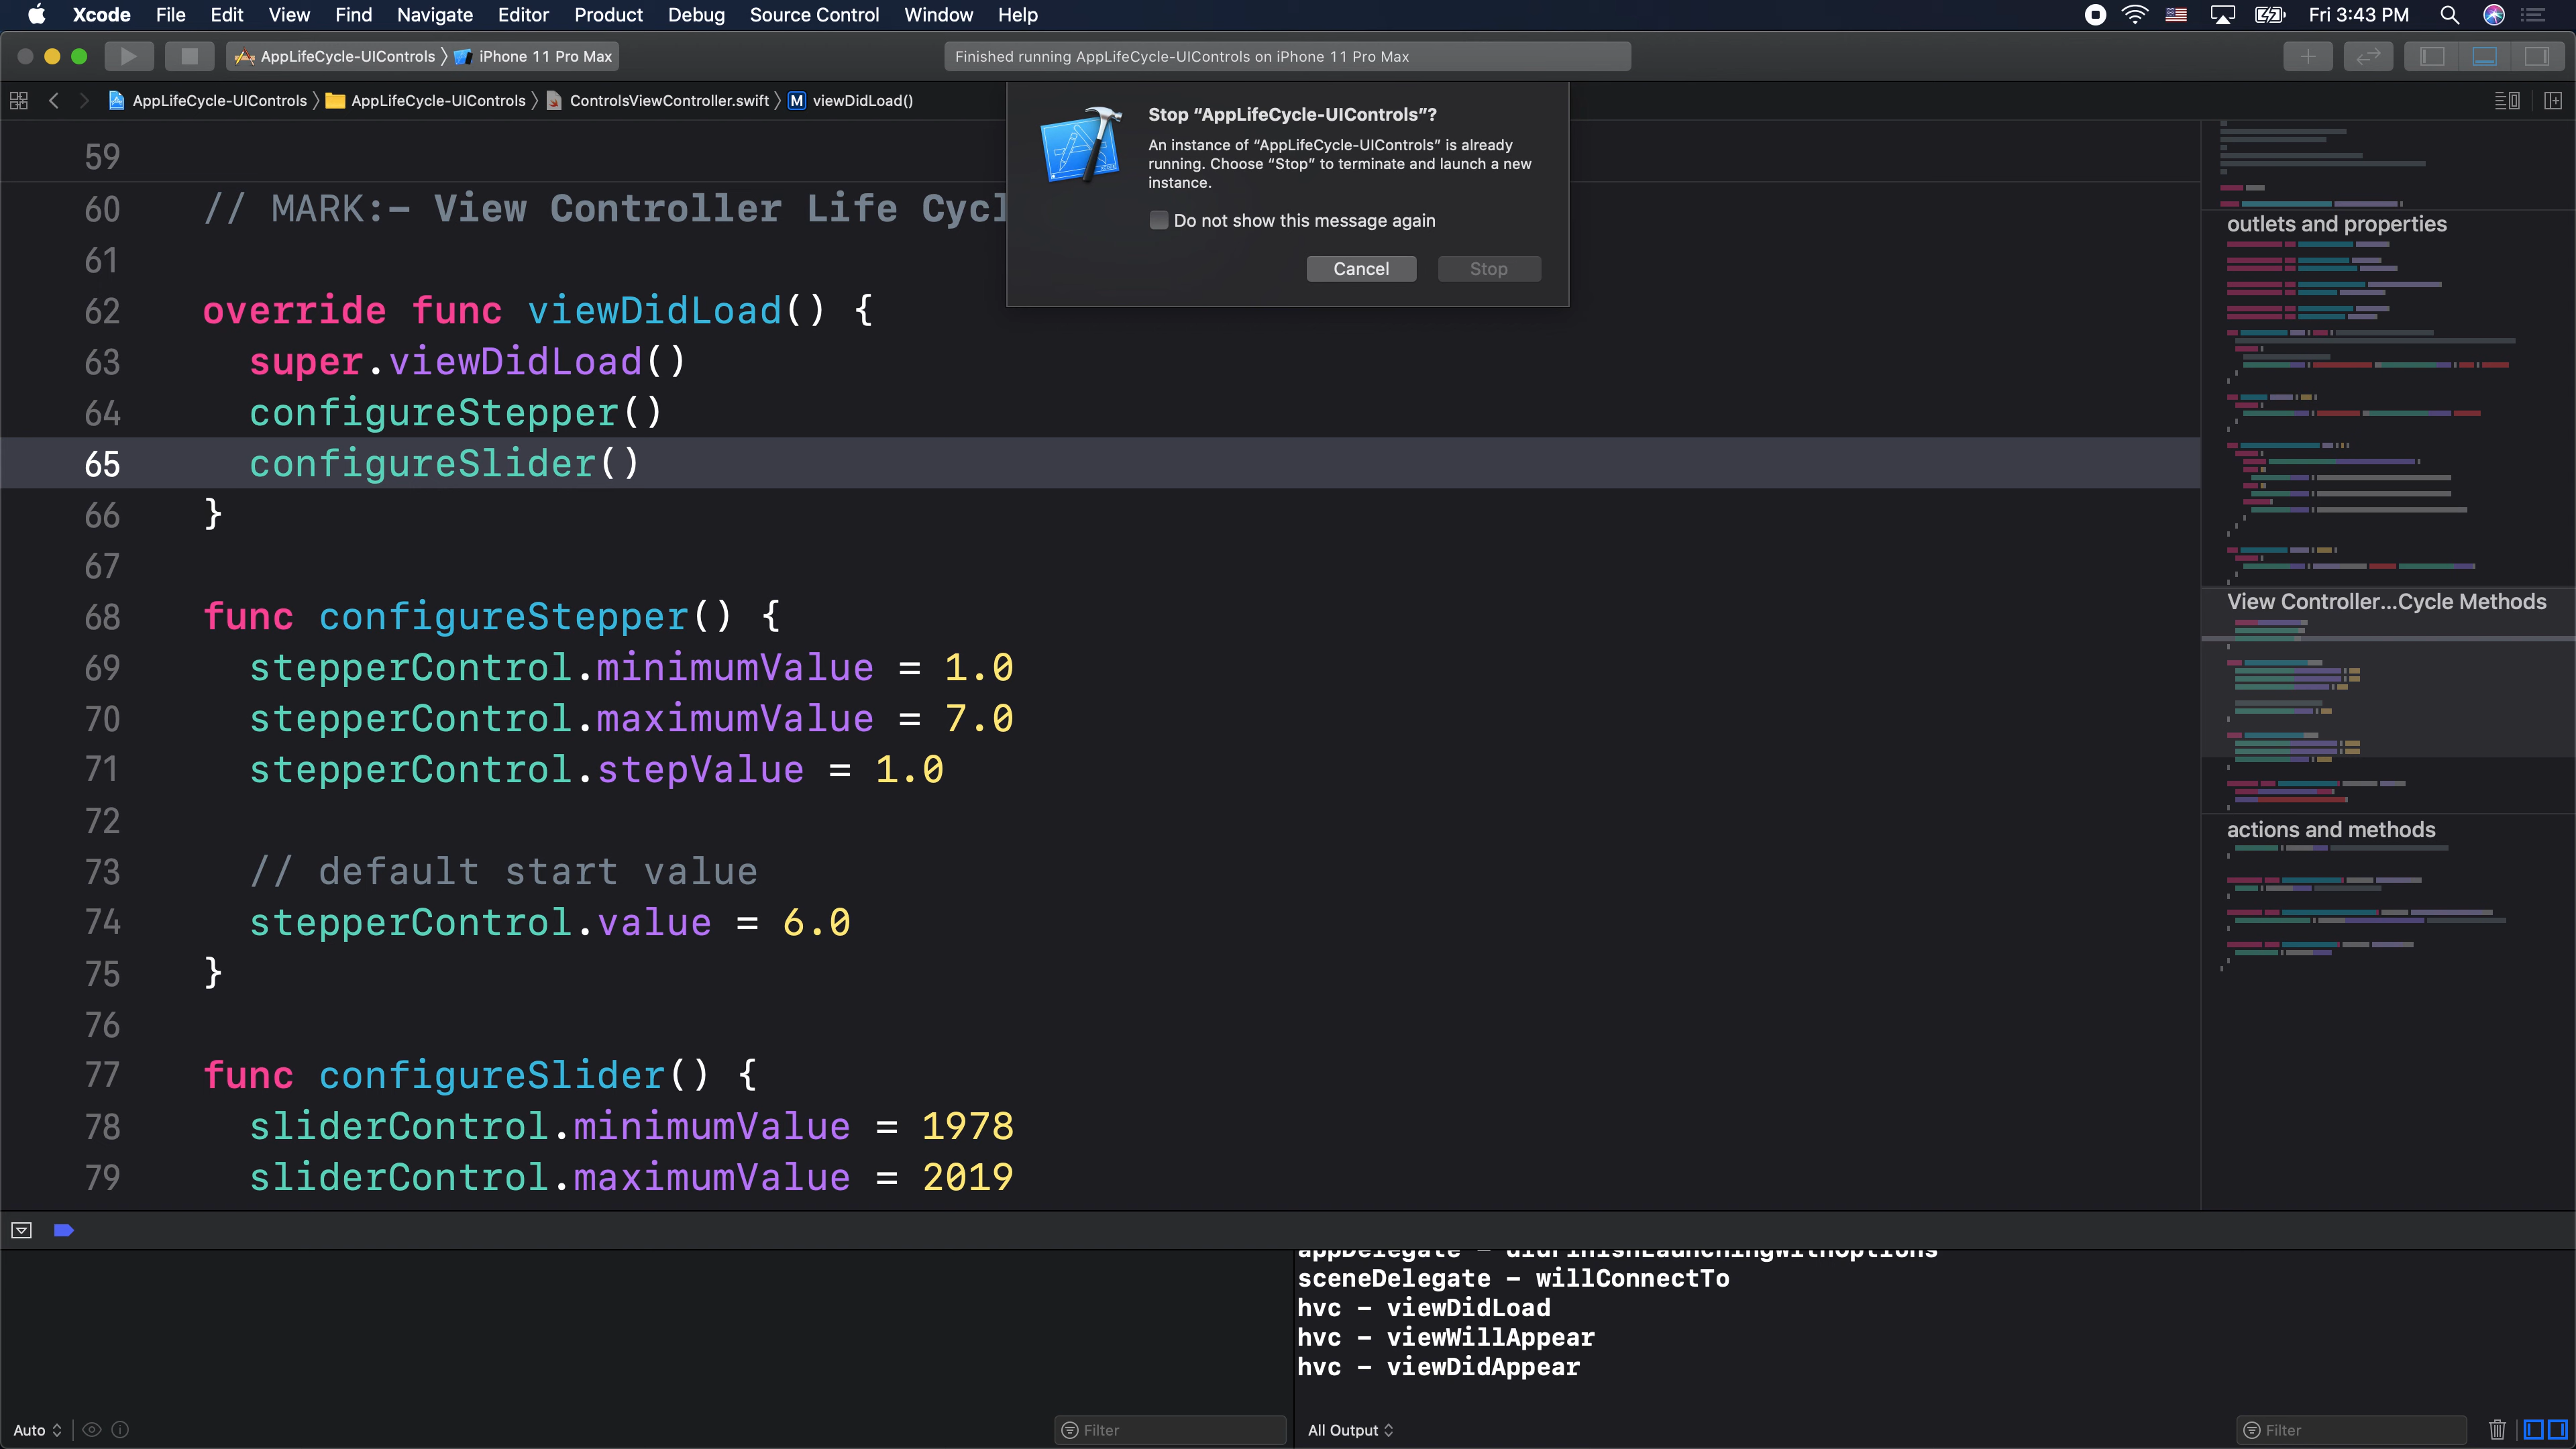 Xcode File Edit View Find Navigate Editor Product Debug Source Control Window Help Fri 3:43 PM
AppLifeCycle-UIControls iPhone 11 Pro Max Finished running AppLifeCycle-UIControls on iPhone 11 Pro Max
AppLifeCycle-UIControls AppLifeCycle-UIControls ControlsViewController.swift M viewDidLoad()
Stop “AppLifeCycle-UIControls”?
An instance of “AppLifeCycle-UIControls” is already
running. Choose “Stop” to terminate and launch a new
instance.
Do not show this message again
Cancel Stop
59
60 // MARK:- View Controller Life Cycl
61
62 override func viewDidLoad() {
63 super.viewDidLoad()
64 configureStepper()
65 configureSlider()
66 }
67
68 func configureStepper() {
69 stepperControl.minimumValue = 1.0
70 stepperControl.maximumValue = 7.0
71 stepperControl.stepValue = 1.0
72
73 // default start value
74 stepperControl.value = 6.0
75 }
76
77 func configureSlider() {
78 sliderControl.minimumValue = 1978
79 sliderControl.maximumValue = 2019
outlets and properties
View Controller...Cycle Methods
actions and methods
appDelegate - didFinishLaunchingWithOptions
sceneDelegate - willConnectTo
hvc - viewDidLoad
hvc - viewWillAppear
hvc - viewDidAppear
Auto Filter All Output Filter